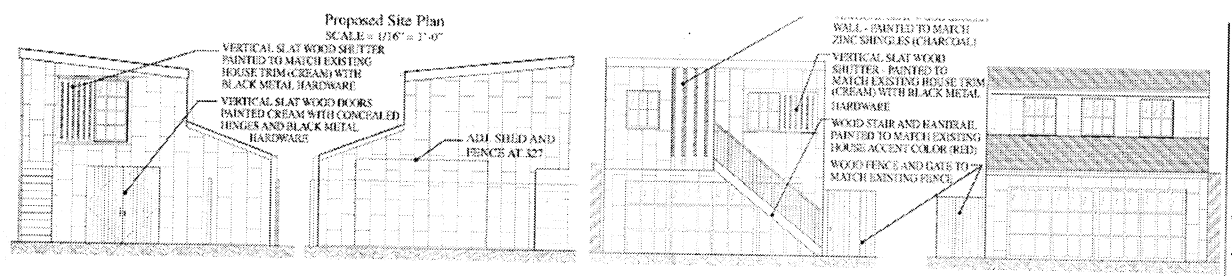 Proposed Site Plan
SCALE = 1/16" = 1'-0"
VERTICAL SLAT WOOD SHUTTER
PAINTED TO MATCH EXISTING
HOUSE TRIM (CREAM) WITH
BLACK METAL HARDWARE
VERTICAL SLAT WOOD DOORS
PAINTED CREAM WITH CONCEALED
HINGES AND BLACK METAL
HARDWARE
ADJ. SHED AND
FENCE AT 327
WALL - PAINTED TO MATCH
ZINC SHINGLES (CHARCOAL)
VERTICAL SLAT WOOD
SHUTTER - PAINTED TO
MATCH EXISTING HOUSE TRIM
(CREAM) WITH BLACK METAL
HARDWARE
WOOD STAIR AND HANDRAIL
PAINTED TO MATCH EXISTING
HOUSE ACCENT COLOR (RED)
WOOD FENCE AND GATE TO
MATCH EXISTING FENCE